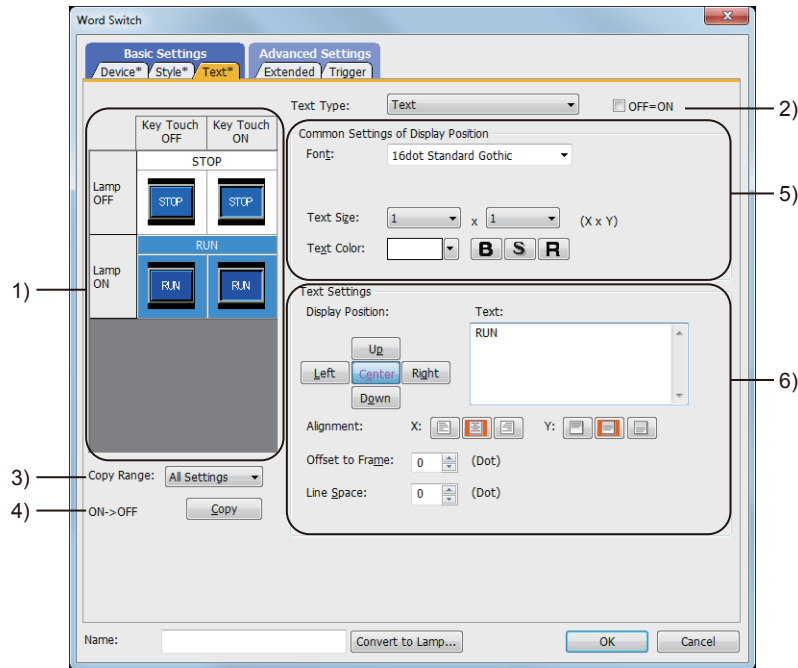 Word Switch
Basic Settings
Advanced Settings
Device* Style* Text* Extended Trigger
Text Type: Text OFF=ON 2)
Key Touch OFF Key Touch ON
Common Settings of Display Position
Font: 16dot Standard Gothic
STOP
Lamp OFF STOP STOP
5)
Text Size: 1 x 1 (X x Y)
Text Color: B S R
RUN
Lamp ON RUN RUN
1)
Text Settings
Display Position: Text:
RUN
Up
Left Center Right
Down
6)
Alignment: X: Y:
Offset to Frame: 0 (Dot)
3) Copy Range: All Settings
Line Space: 0 (Dot)
4) ON->OFF Copy
Name: Convert to Lamp... OK Cancel